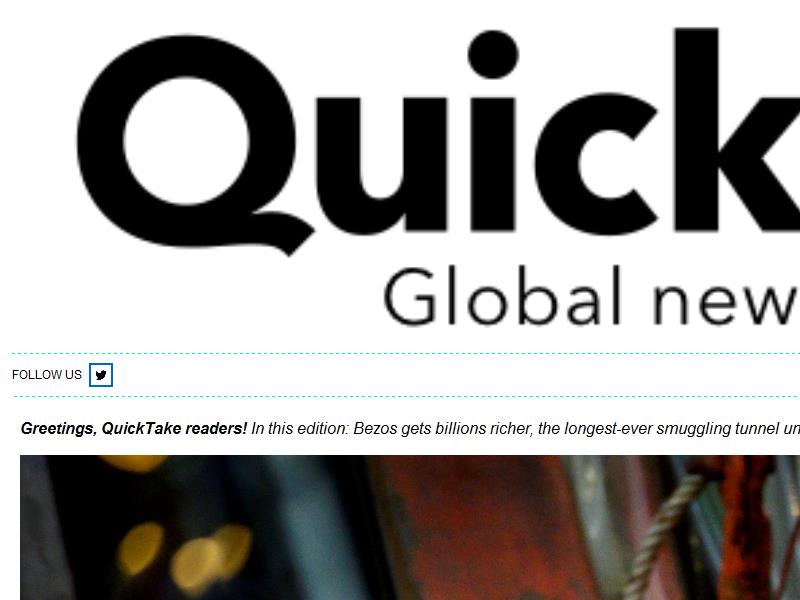 Quick
Global new
FOLLOW US
Greetings, QuickTake readers! In this edition: Bezos gets billions richer, the longest-ever smuggling tunnel un